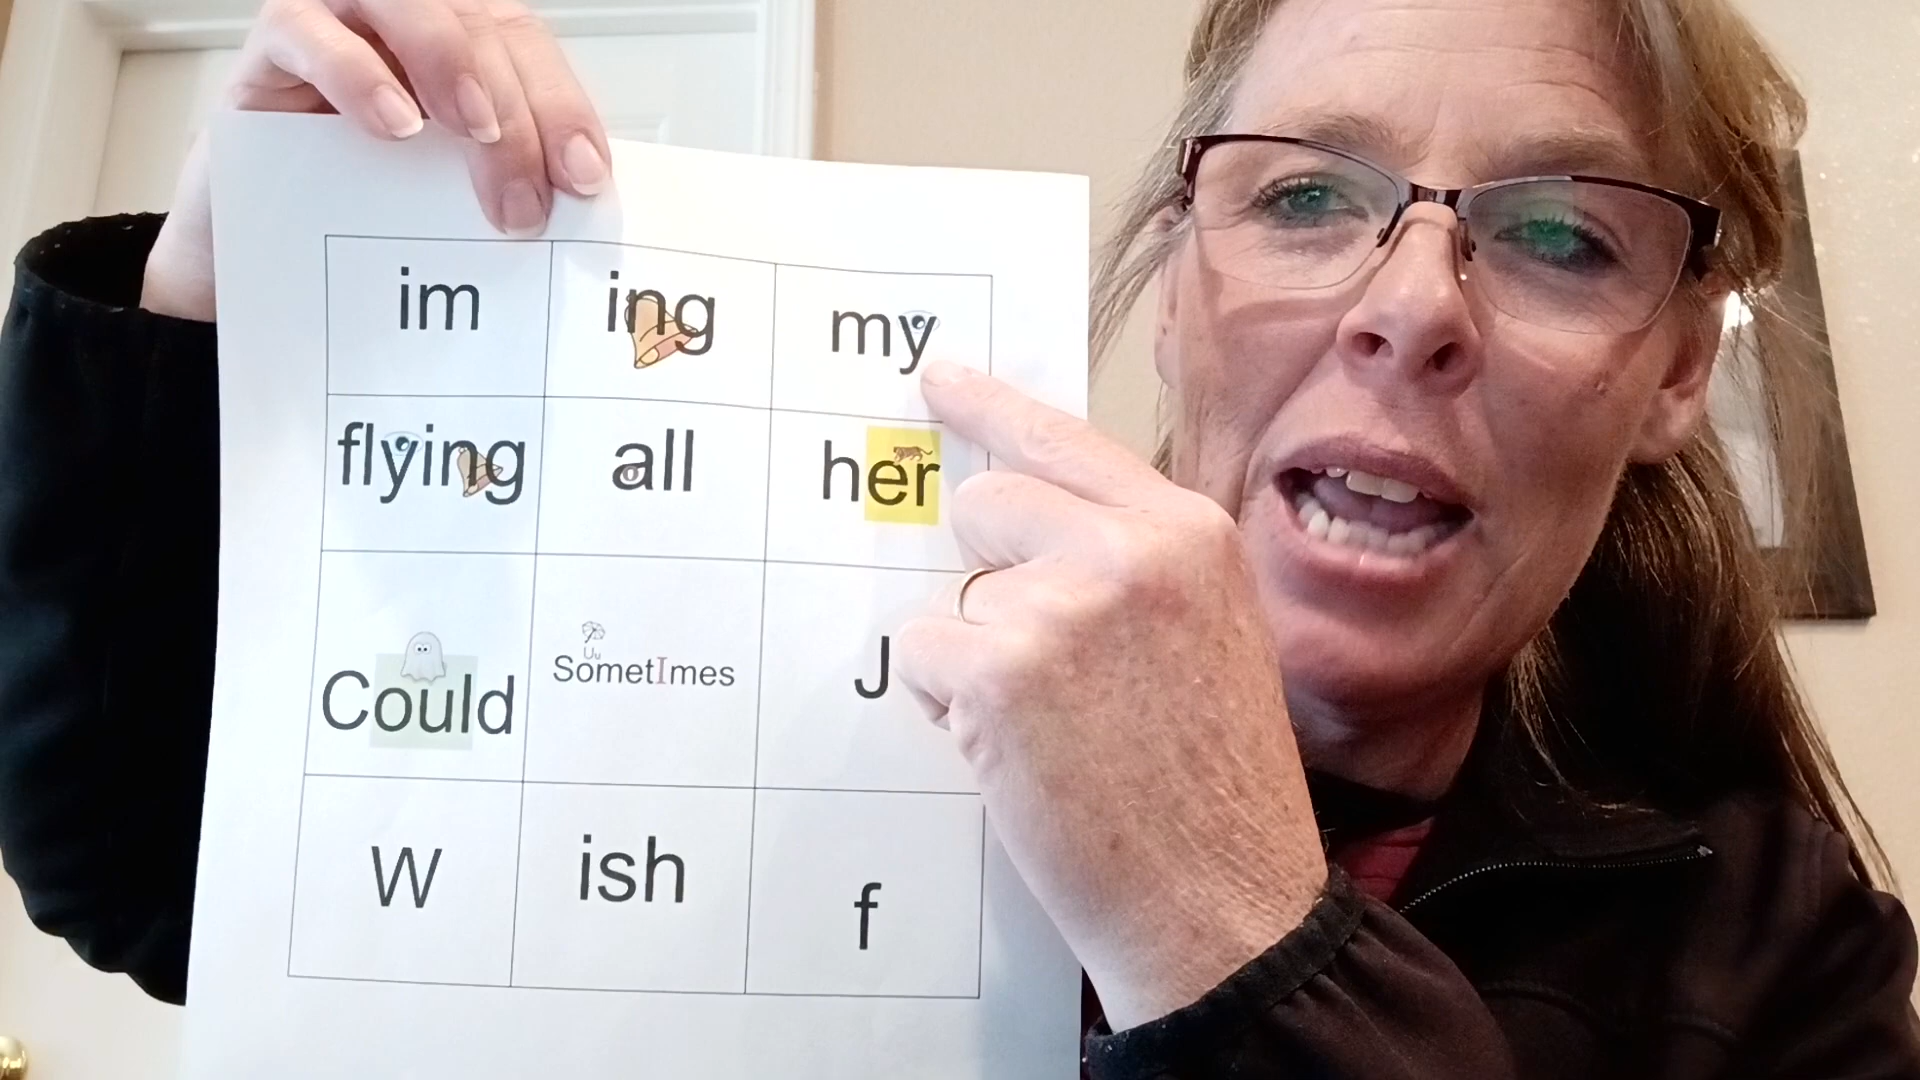 im ing my
flying all her
Could
Uu
SometImes J
W ish f